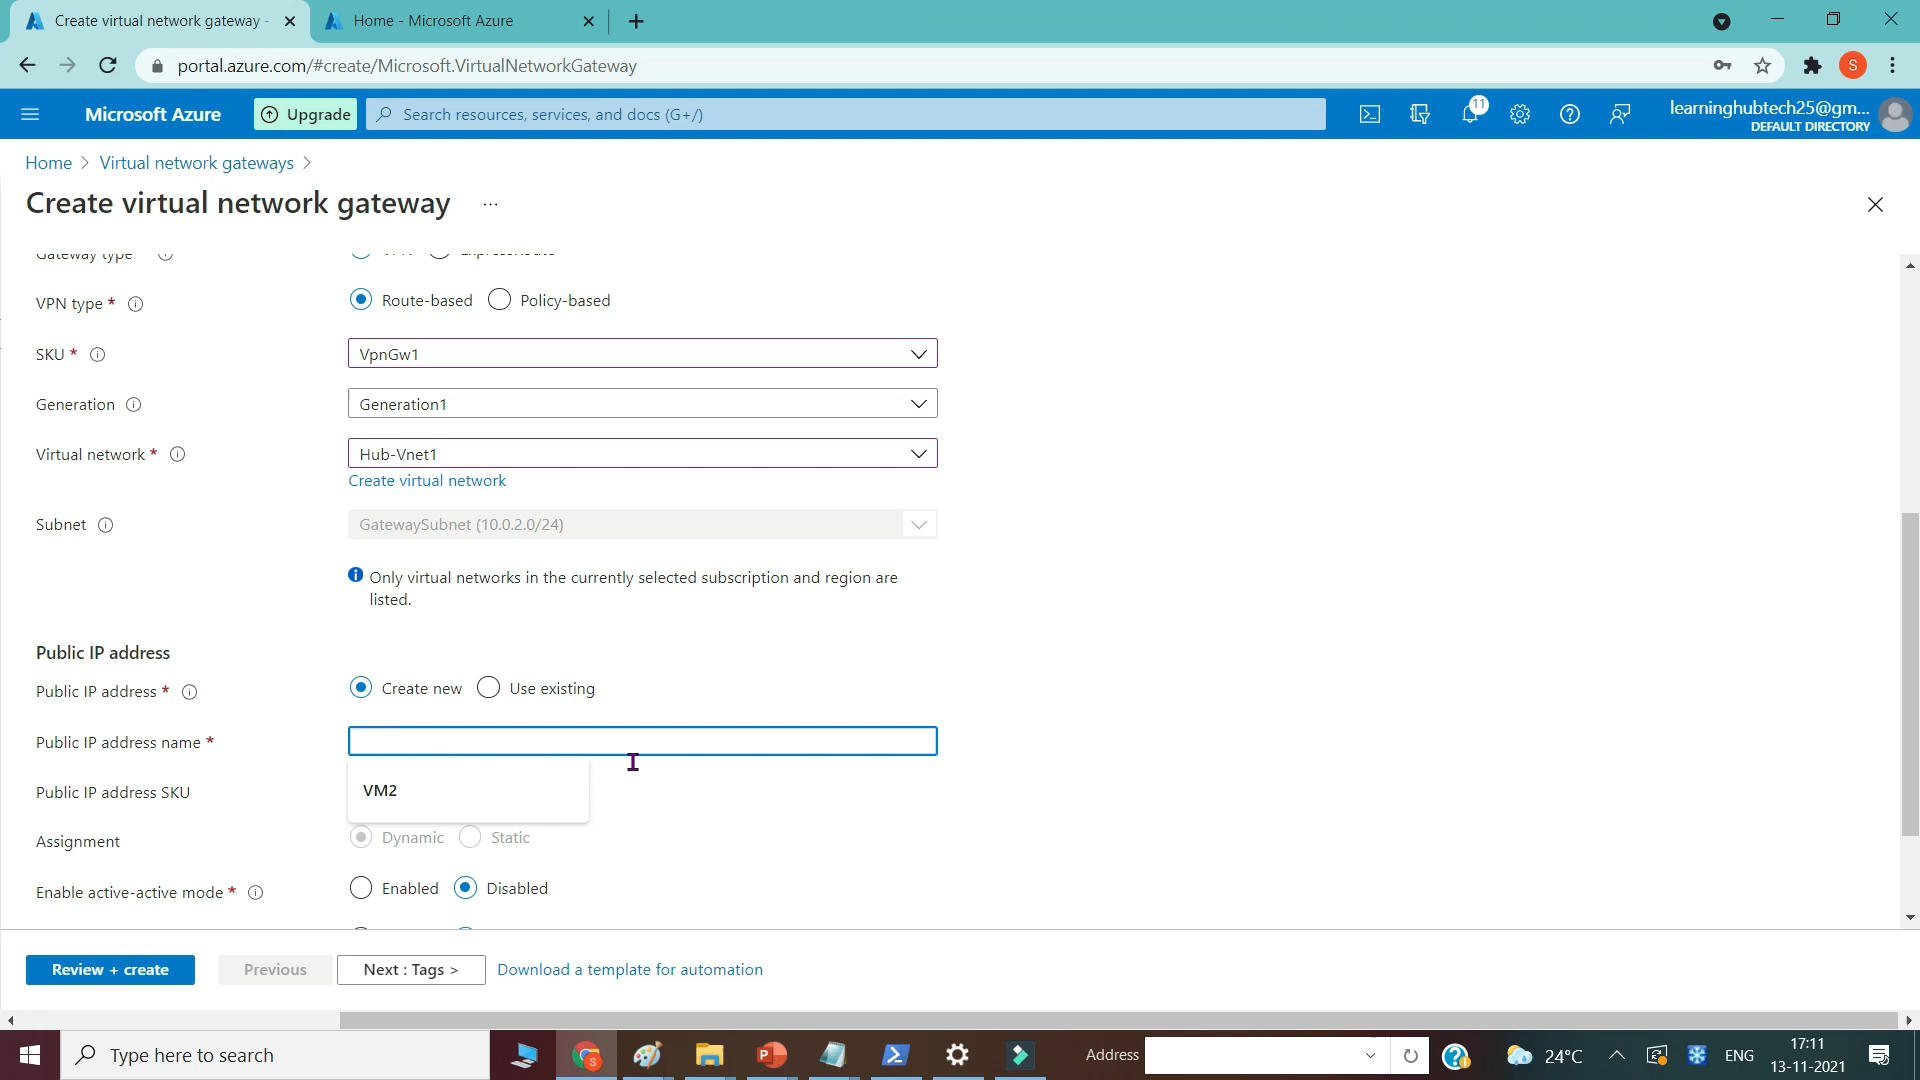 Create virtual network gateway -
Home - Microsoft Azure
portal.azure.com/#create/Microsoft.VirtualNetworkGateway
S
Microsoft Azure
Upgrade
Search resources, services, and docs (G+/)
11
learninghubtech25@gm...
DEFAULT DIRECTORY
Home > Virtual network gateways >
Create virtual network gateway ...
Gateway type VPN ExpressRoute
VPN type * Route-based Policy-based
SKU * VpnGw1
Generation Generation1
Virtual network * Hub-Vnet1
Create virtual network
Subnet GatewaySubnet (10.0.2.0/24)
Only virtual networks in the currently selected subscription and region are
listed.
Public IP address
Public IP address * Create new Use existing
Public IP address name *
VM2
Public IP address SKU
Assignment Dynamic Static
Enable active-active mode * Enabled Disabled
Review + create Previous Next : Tags > Download a template for automation
Type here to search
Address
24°C
ENG
17:11
13-11-2021